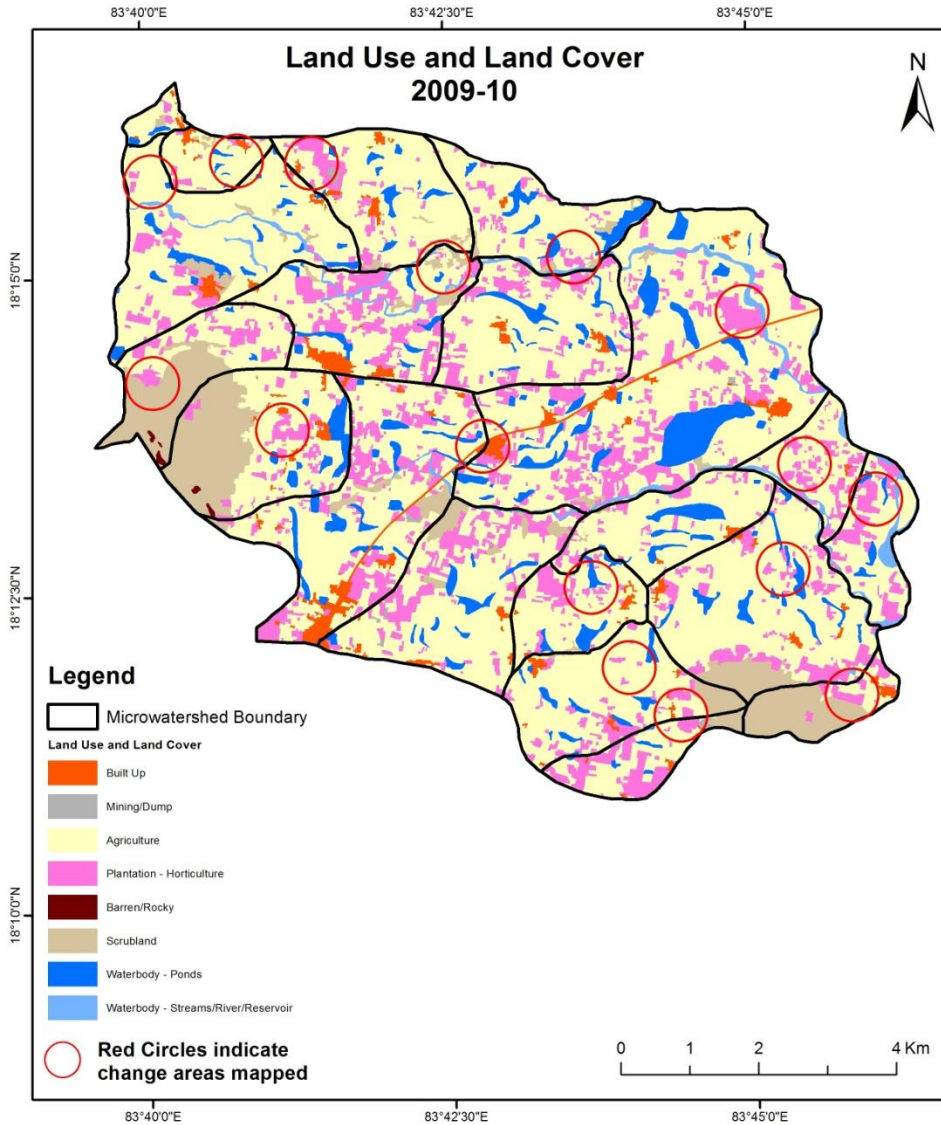 83°40'0"E
83°42'30"E
83°45'0"E
Land Use and Land Cover
2009-10
N
18°15'0"N
18°12'30"N
18°10'0"N
Legend
Microwatershed Boundary
Land Use and Land Cover
Built Up
Mining/Dump
Agriculture
Plantation - Horticulture
Barren/Rocky
Scrubland
Waterbody - Ponds
Waterbody - Streams/River/Reservoir
Red Circles indicate
change areas mapped
0 1 2 4 Km
83°40'0"E
83°42'30"E
83°45'0"E